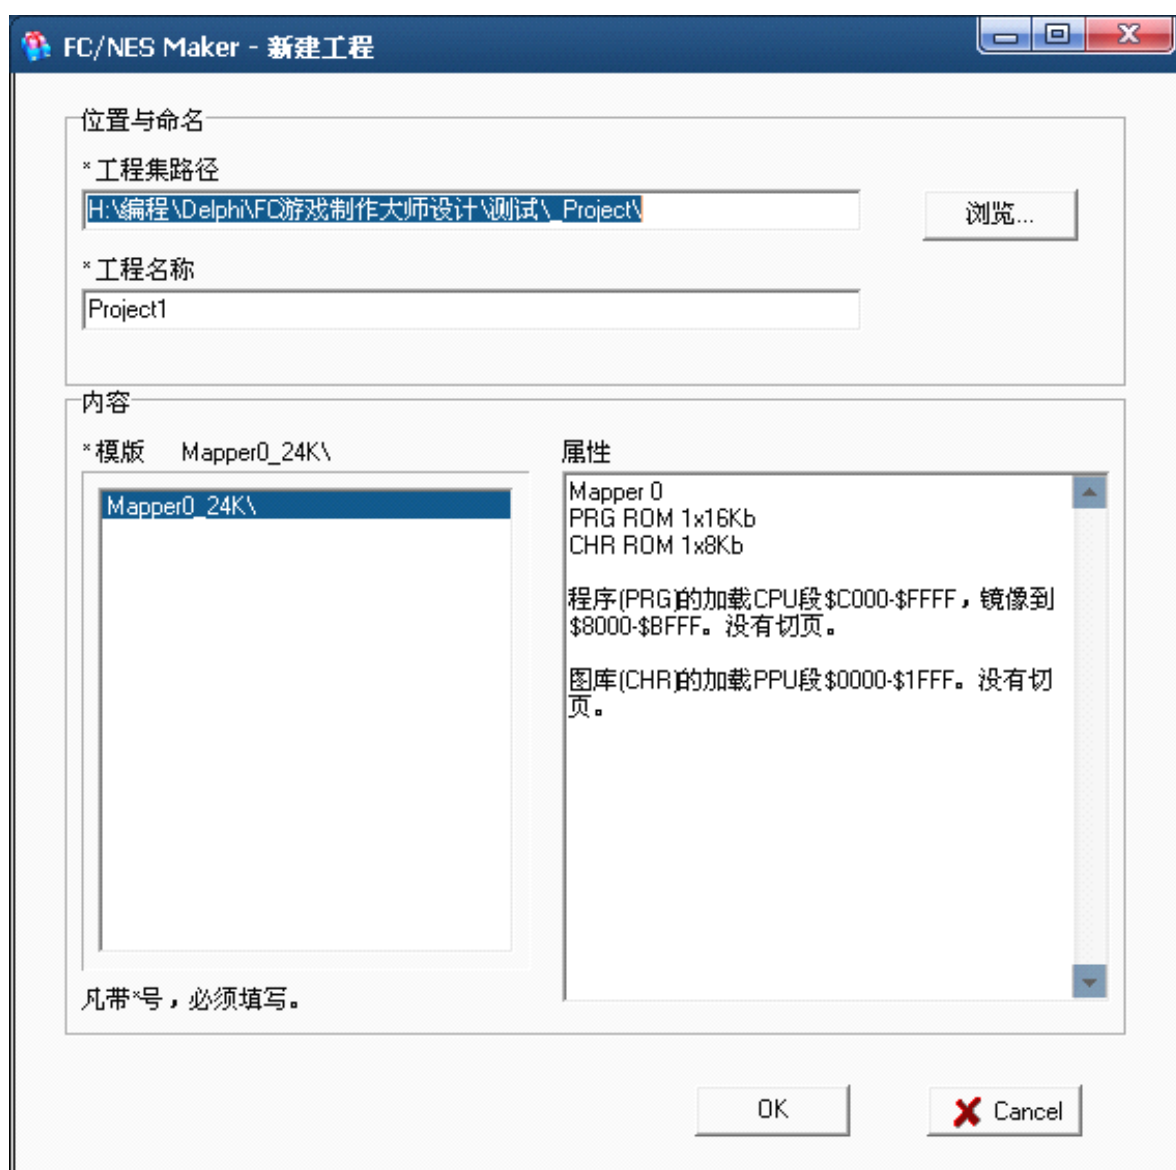 FC/NES Maker - 新建工程
位置与命名
*工程集路径
H:\编程\Delphi\FC游戏制作大师设计\测试\_Project\
浏览...
*工程名称
Project1
内容
*模版 Mapper0_24K\
Mapper0_24K\
属性
Mapper 0
PRG ROM 1x16Kb
CHR ROM 1x8Kb
程序(PRG)的加载CPU段$C000-$FFFF，镜像到
$8000-$BFFF。没有切页。
图库(CHR)的加载PPU段$0000-$1FFF。没有切
页。
凡带*号，必须填写。
OK
Cancel